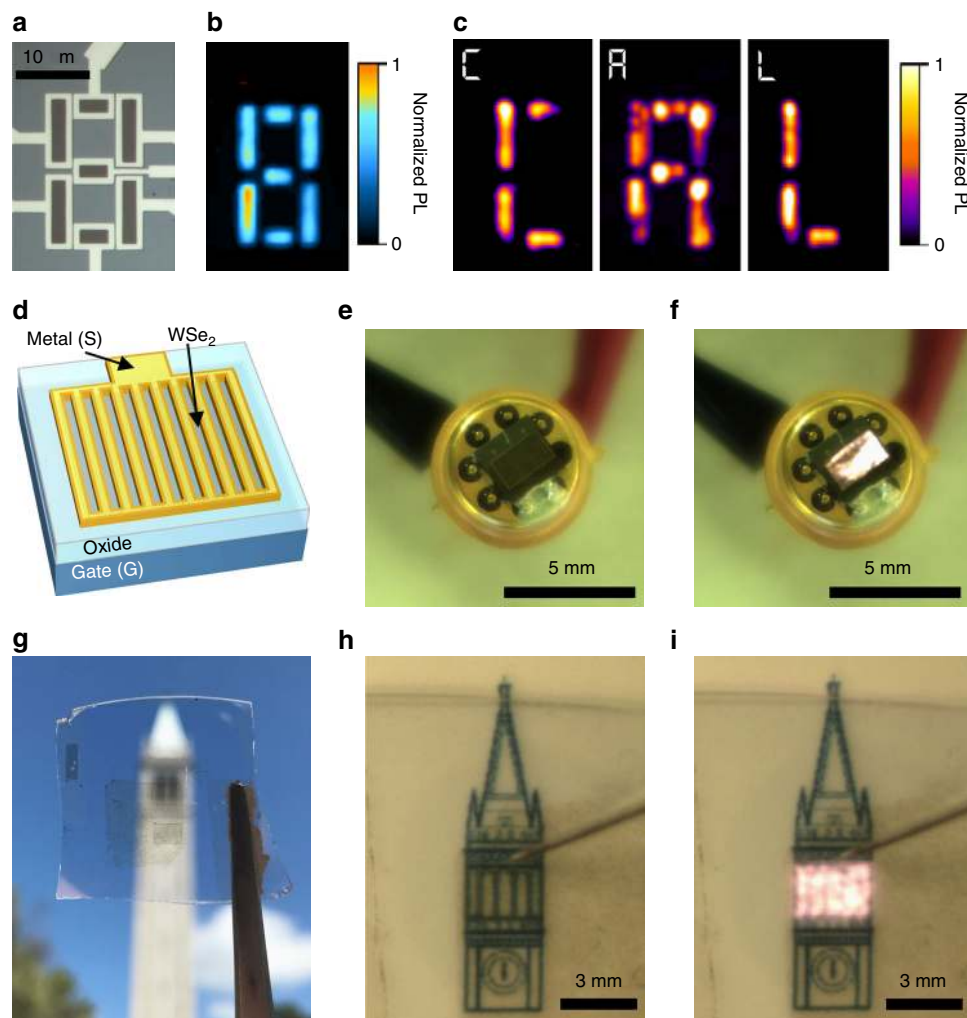 a
b
c
10 m
1
0
Normalized PL
C
A
L
1
0
Normalized PL
d
e
f
Metal (S)
WSe₂
Oxide
Gate (G)
5 mm
5 mm
g
h
i
3 mm
3 mm